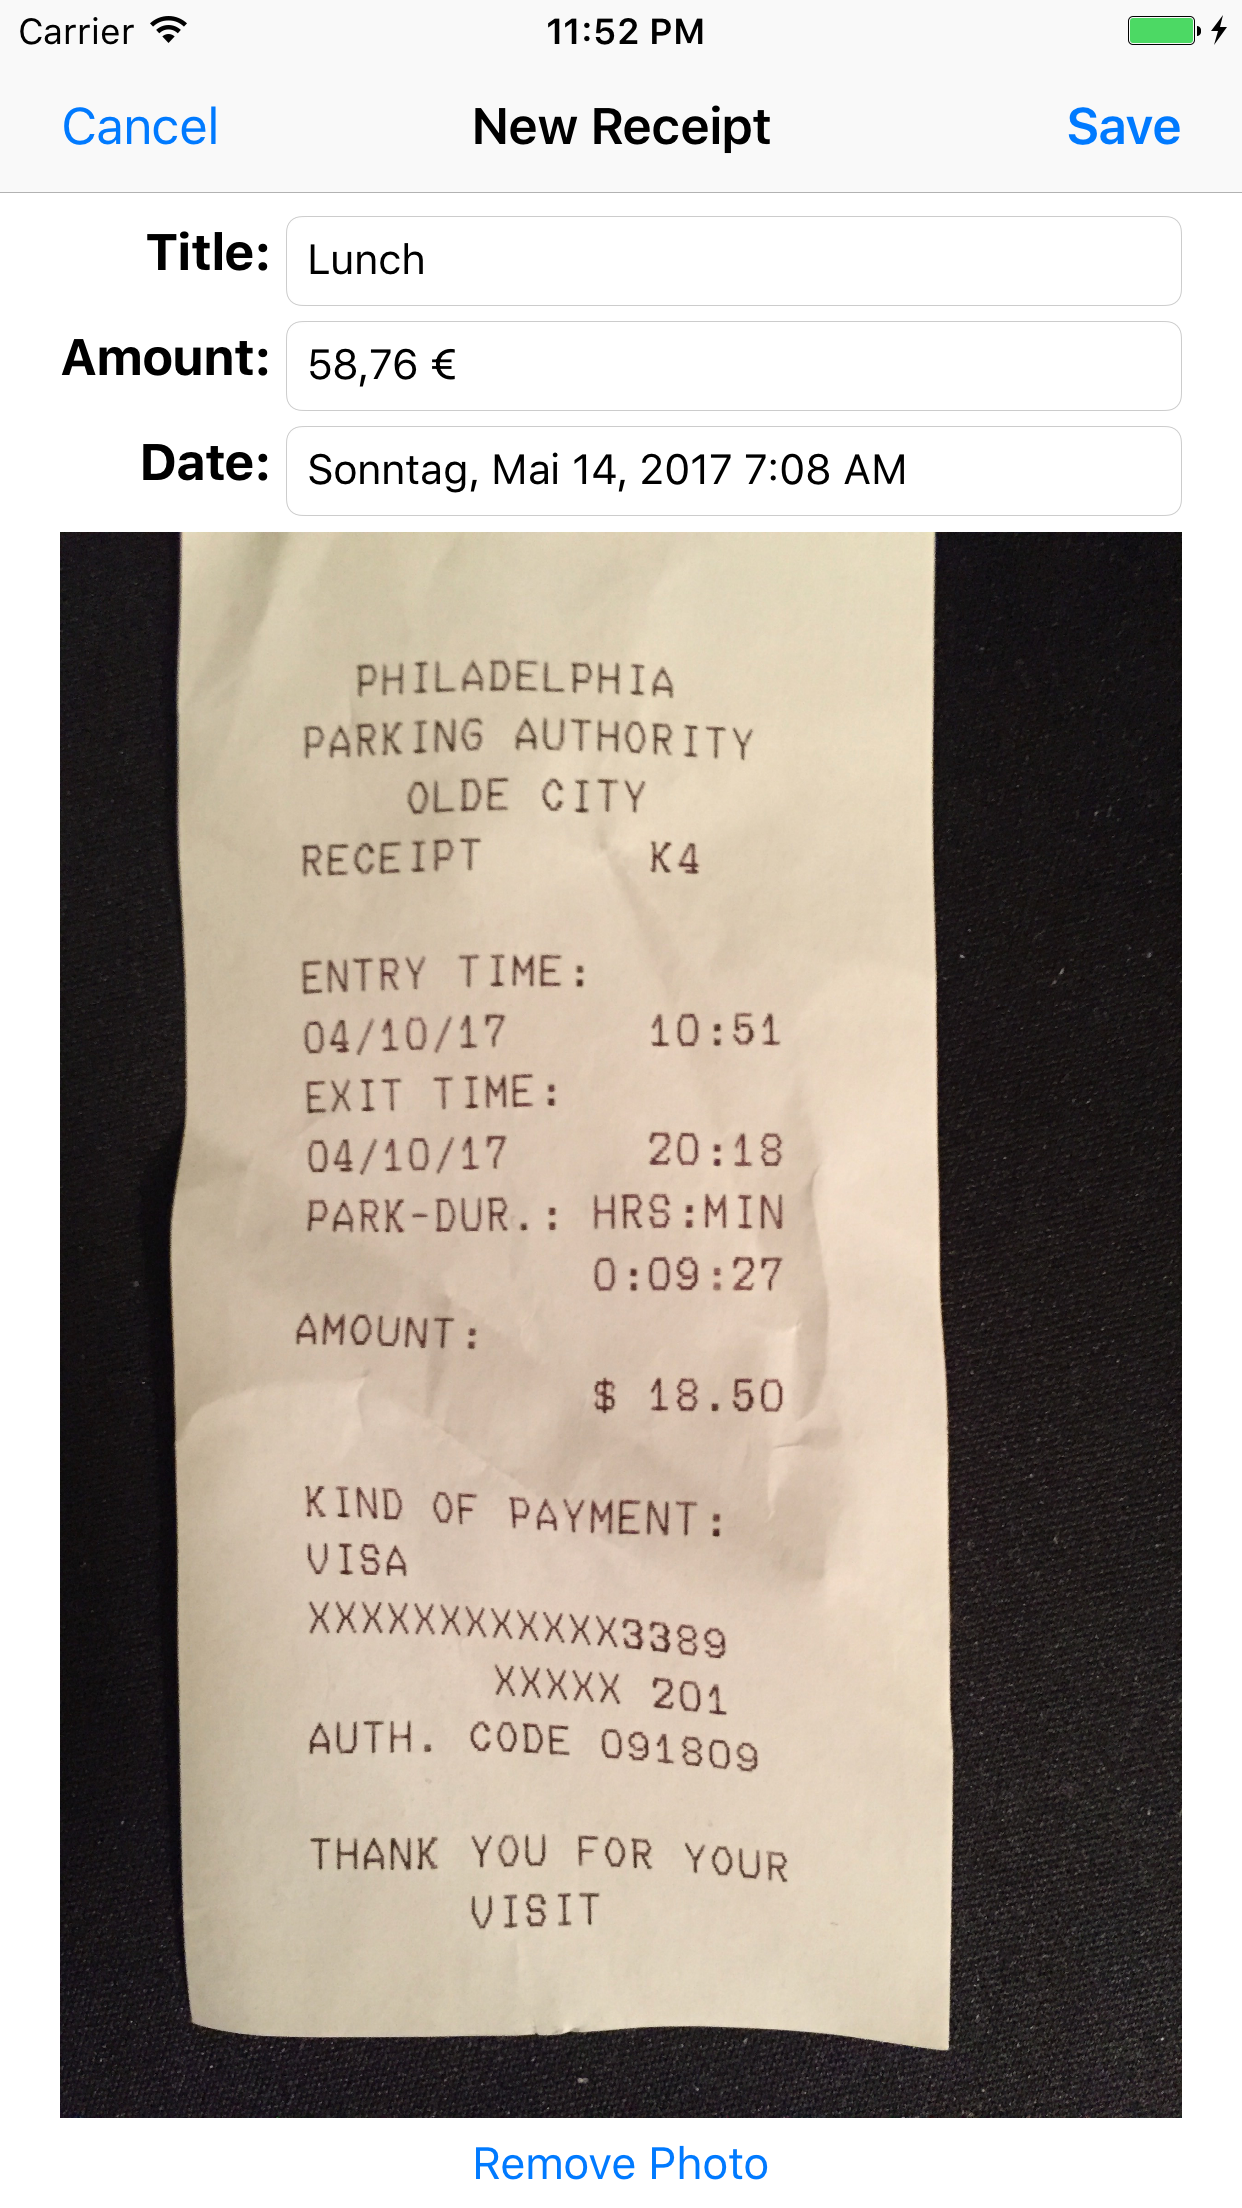 Carrier 11:52 PM
Cancel New Receipt Save
Title: Lunch
Amount: 58,76 €
Date: Sonntag, Mai 14, 2017 7:08 AM
PHILADELPHIA
PARKING AUTHORITY
OLDE CITY
RECEIPT K4
ENTRY TIME:
04/10/17 10:51
EXIT TIME:
04/10/17 20:18
PARK-DUR.: HRS:MIN
0:09:27
AMOUNT:
$ 18.50
KIND OF PAYMENT:
VISA
XXXXXXXXXXXX3389
XXXXX 201
AUTH. CODE 091809
THANK YOU FOR YOUR
VISIT
Remove Photo